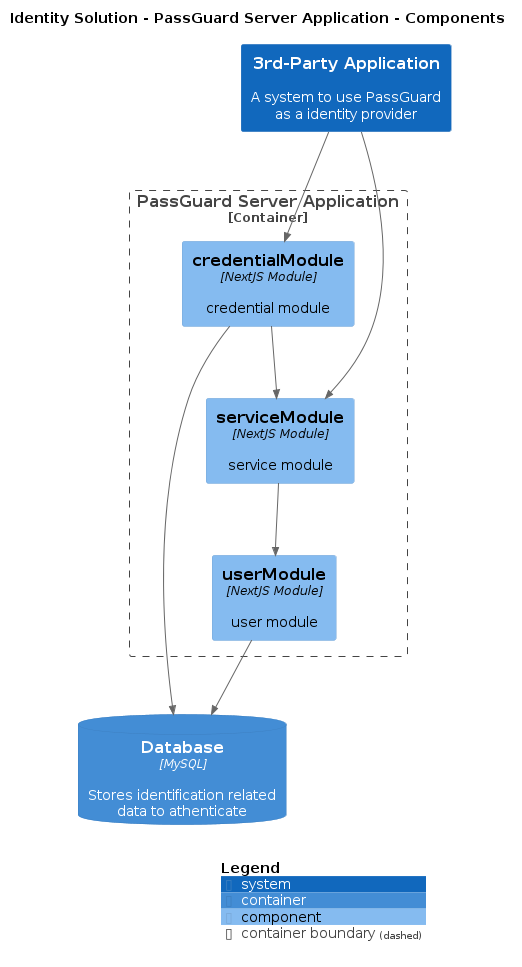 Identity Solution - PassGuard Server Application - Components
3rd-Party Application
A system to use PassGuard
as a identity provider
PassGuard Server Application
[Container]
credentialModule
[NextJS Module]
credential module
serviceModule
[NextJS Module]
service module
userModule
[NextJS Module]
user module
Database
[MySQL]
Stores identification related
data to athenticate
Legend
system
container
component
container boundary (dashed)